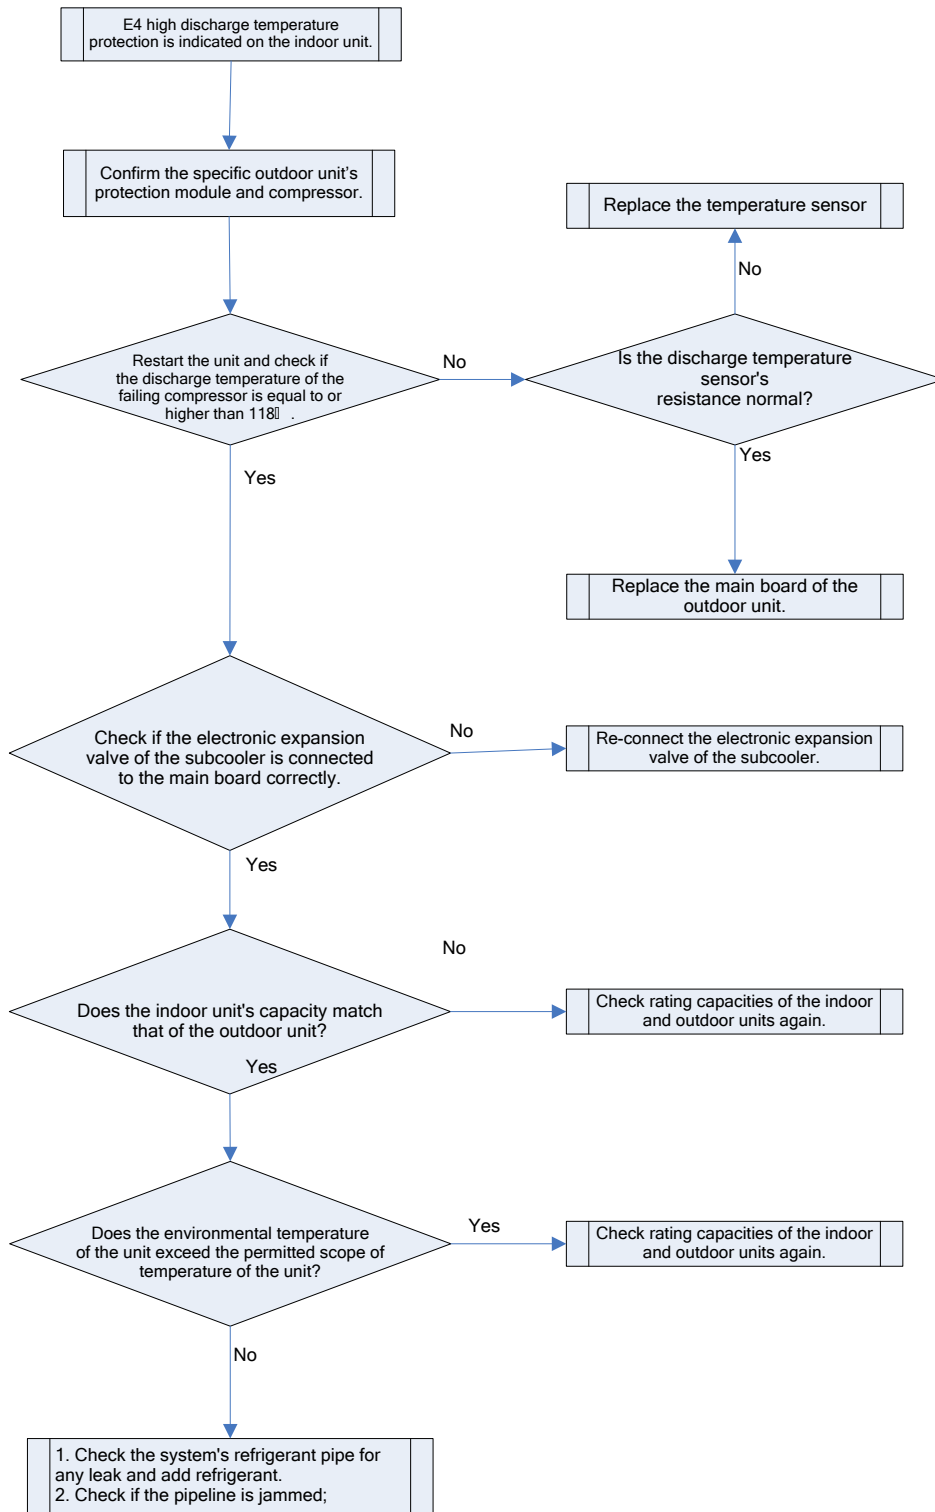 E4 high discharge temperature
protection is indicated on the indoor unit.
Confirm the specific outdoor unit's
protection module and compressor.
Replace the temperature sensor
No
Restart the unit and check if
the discharge temperature of the
failing compressor is equal to or
higher than 118▯ .
No
Is the discharge temperature
sensor's
resistance normal?
Yes
Yes
Replace the main board of the
outdoor unit.
Check if the electronic expansion
valve of the subcooler is connected
to the main board correctly.
No
Re-connect the electronic expansion
valve of the subcooler.
Yes
Does the indoor unit's capacity match
that of the outdoor unit?
No
Check rating capacities of the indoor
and outdoor units again.
Yes
Does the environmental temperature
of the unit exceed the permitted scope of
temperature of the unit?
Yes
Check rating capacities of the indoor
and outdoor units again.
No
1. Check the system's refrigerant pipe for
any leak and add refrigerant.
2. Check if the pipeline is jammed;